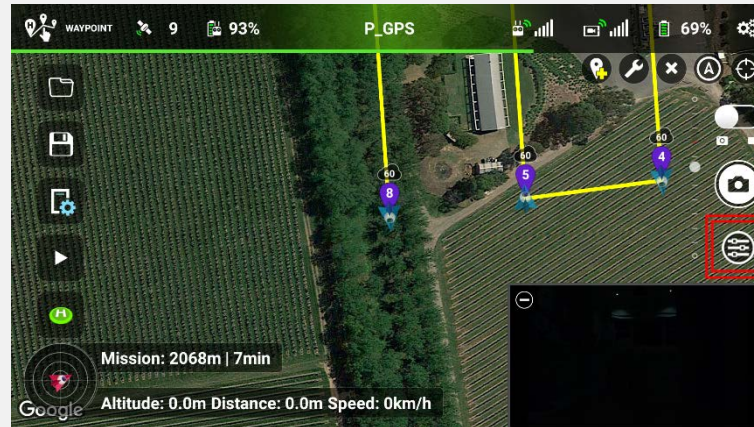 WAYPOINT 9 93% P_GPS 69%
A
60
4
60
5
60
8
H
Mission: 2068m | 7min
Altitude: 0.0m Distance: 0.0m Speed: 0km/h
Google